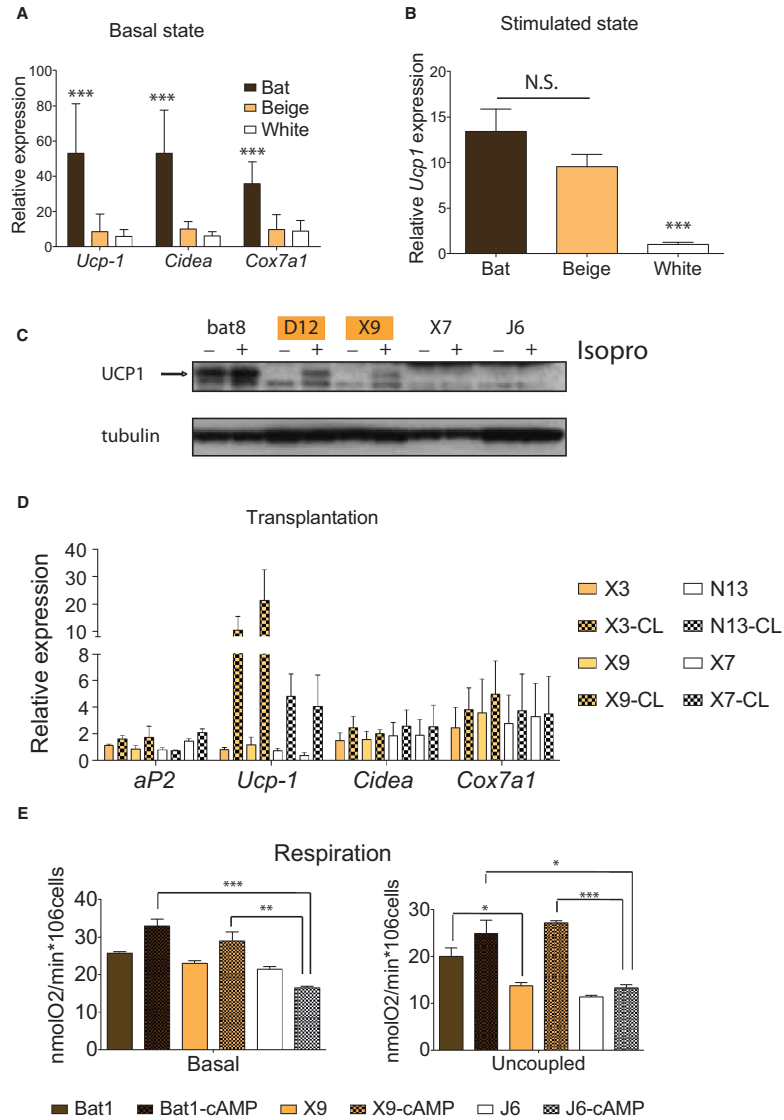 A
Basal state
100
80
60
40
20
0
Relative expression
***
***
***
Bat
Beige
White
Ucp-1 Cidea Cox7a1
B
Stimulated state
20
15
10
5
0
Relative Ucp1 expression
N.S.
***
Bat Beige White
C
bat8 D12 X9 X7 J6
– + – + – + – + – + Isopro
UCP1
tubulin
D
Transplantation
40
30
20
10
8
6
4
2
0
Relative expression
aP2 Ucp-1 Cidea Cox7a1
X3 N13
X3-CL N13-CL
X9 X7
X9-CL X7-CL
E
Respiration
40
30
20
10
0
nmolO2/min*106cells
***
**
Basal
30
20
10
0
nmolO2/min*106cells
*
*
***
Uncoupled
Bat1 Bat1-cAMP X9 X9-cAMP J6 J6-cAMP